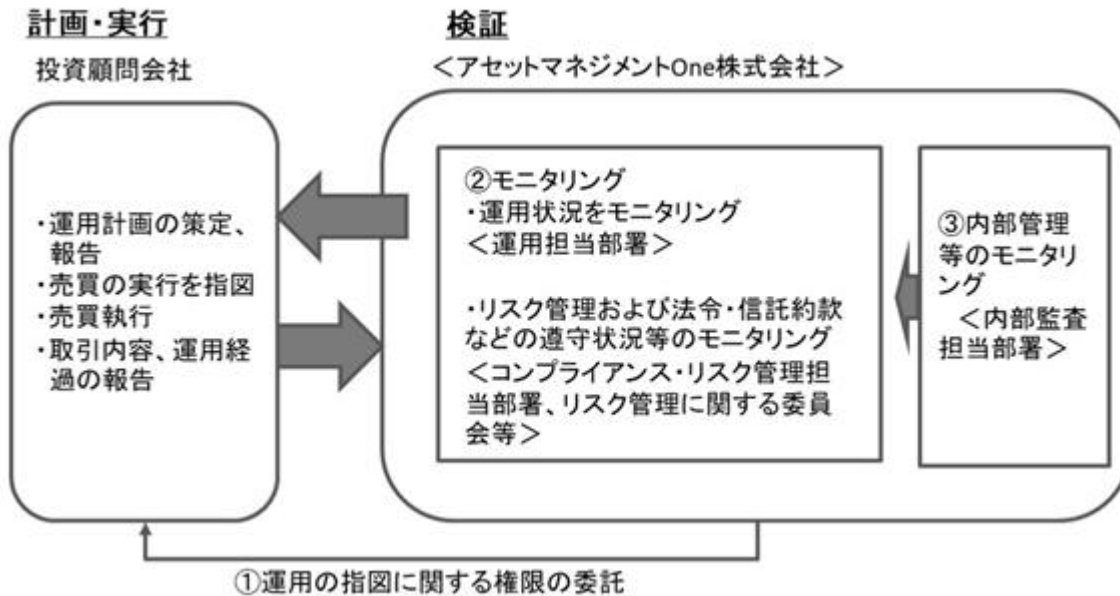 計画・実行
投資顧問会社
・運用計画の策定、
報告
・売買の実行を指図
・売買執行
・取引内容、運用経
過の報告
検証
＜アセットマネジメントOne株式会社＞
②モニタリング
・運用状況をモニタリング
＜運用担当部署＞
・リスク管理および法令・信託約款
などの遵守状況等のモニタリング
＜コンプライアンス・リスク管理担
当部署、リスク管理に関する委員
会等＞
③内部管理
等のモニタリ
ング
＜内部監査
担当部署＞
①運用の指図に関する権限の委託